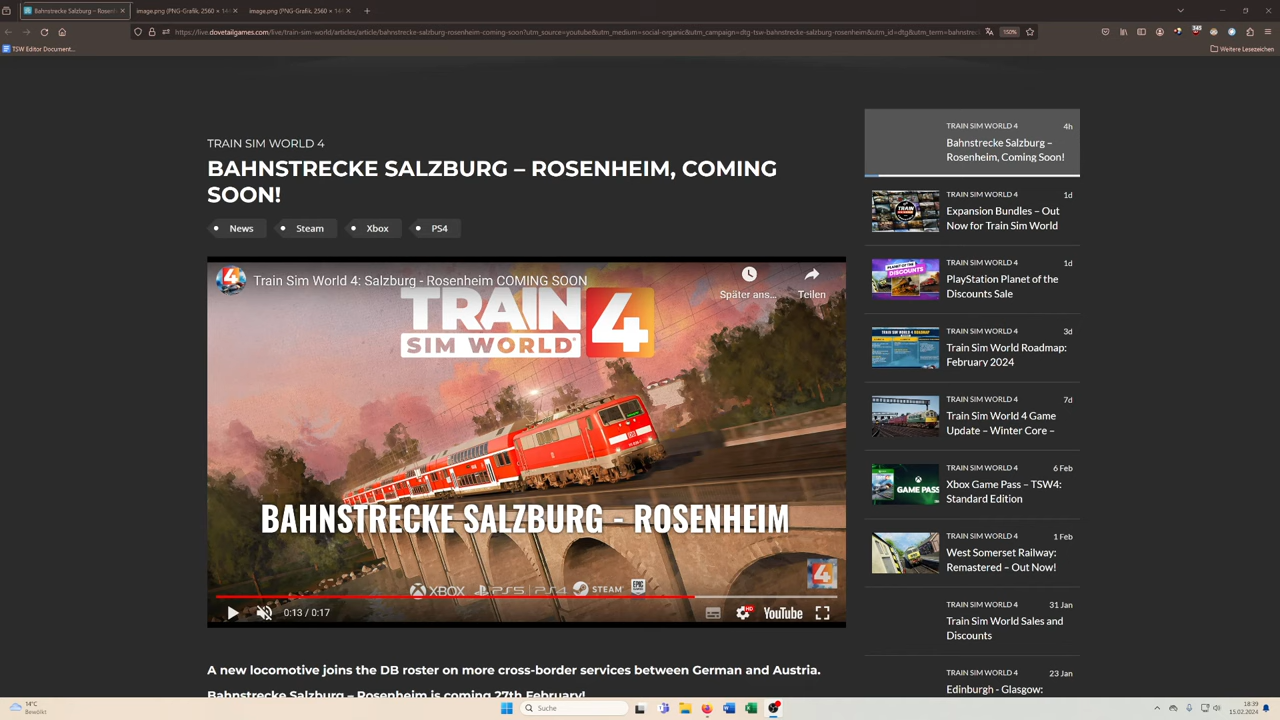 Bahnstrecke Salzburg – Rosenh
image.png (PNG-Grafik, 2560 × 14
image.png (PNG-Grafik, 2560 × 14
https://live.dovetailgames.com/live/train-sim-world/articles/article/bahnstrecke-salzburg-rosenheim-coming-soon?utm_source=youtube&utm_medium=social-organic&utm_campaign=dtg-tsw-bahnstrecke-salzburg-rosenheim&utm_id=dtg&utm_term=bahnstre
150%
TSW Editor Document...
Weitere Lesezeichen
TRAIN SIM WORLD 4
BAHNSTRECKE SALZBURG – ROSENHEIM, COMING
SOON!
News
Steam
Xbox
PS4
Train Sim World 4: Salzburg - Rosenheim COMING SOON
Später ans...
Teilen
TRAIN 4
SIM WORLD
BAHNSTRECKE SALZBURG - ROSENHEIM
XBOX PS5 PS4 STEAM EPIC
0:13 / 0:17
HD
YouTube
A new locomotive joins the DB roster on more cross-border services between German and Austria.
Bahnstrecke Salzburg – Rosenheim is coming 27th February!
TRAIN SIM WORLD 4 4h
Bahnstrecke Salzburg –
Rosenheim, Coming Soon!
TRAIN SIM WORLD 4 1d
Expansion Bundles – Out
Now for Train Sim World
TRAIN SIM WORLD 4 1d
PlayStation Planet of the
Discounts Sale
TRAIN SIM WORLD 4 3d
Train Sim World Roadmap:
February 2024
TRAIN SIM WORLD 4 7d
Train Sim World 4 Game
Update – Winter Core –
TRAIN SIM WORLD 4 6 Feb
Xbox Game Pass – TSW4:
Standard Edition
GAME PASS
TRAIN SIM WORLD 4 1 Feb
West Somerset Railway:
Remastered – Out Now!
TRAIN SIM WORLD 4 31 Jan
Train Sim World Sales and
Discounts
TRAIN SIM WORLD 4 23 Jan
Edinburgh - Glasgow:
14°C
Bewölkt
Suche
18:39
15.02.2024